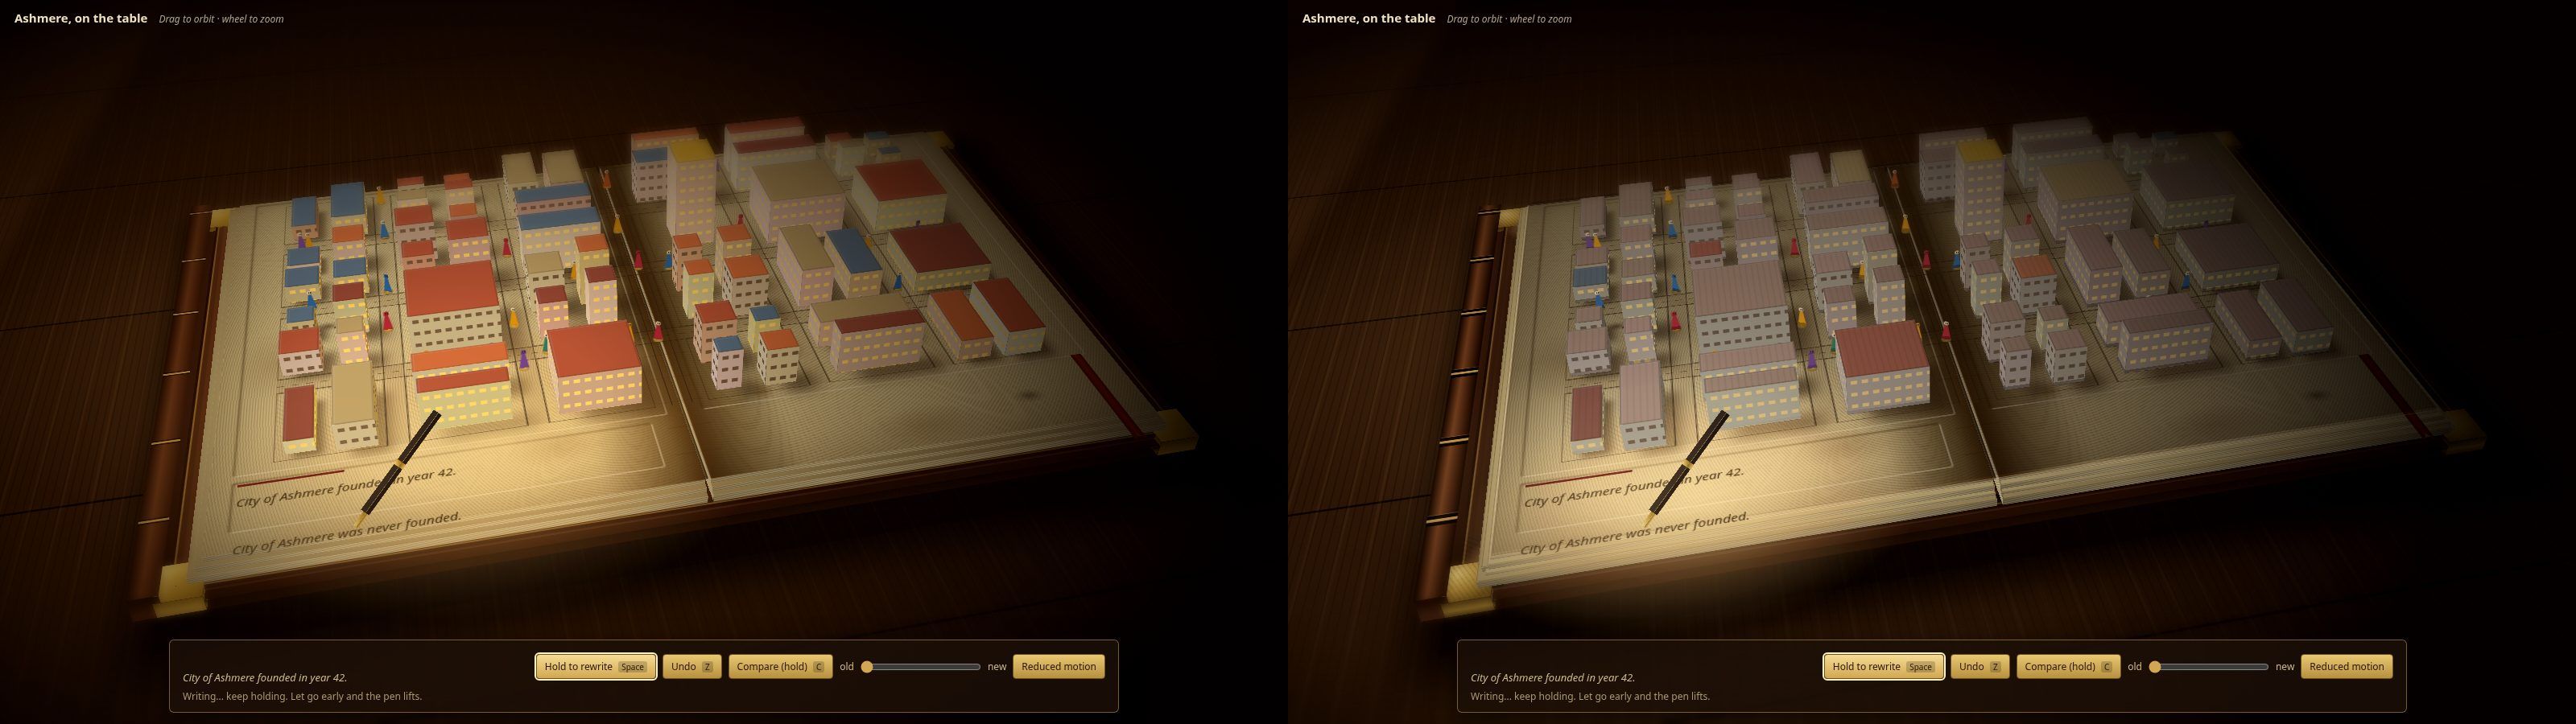 Ashmere, on the table Drag to orbit · wheel to zoom
City of Ashmere founded in year 42.
City of Ashmere was never founded.
City of Ashmere founded in year 42.
Writing... keep holding. Let go early and the pen lifts.
Hold to rewrite Space Undo Z Compare (hold) C old new Reduced motion
Ashmere, on the table Drag to orbit · wheel to zoom
City of Ashmere founded in year 42.
City of Ashmere was never founded.
City of Ashmere founded in year 42.
Writing... keep holding. Let go early and the pen lifts.
Hold to rewrite Space Undo Z Compare (hold) C old new Reduced motion